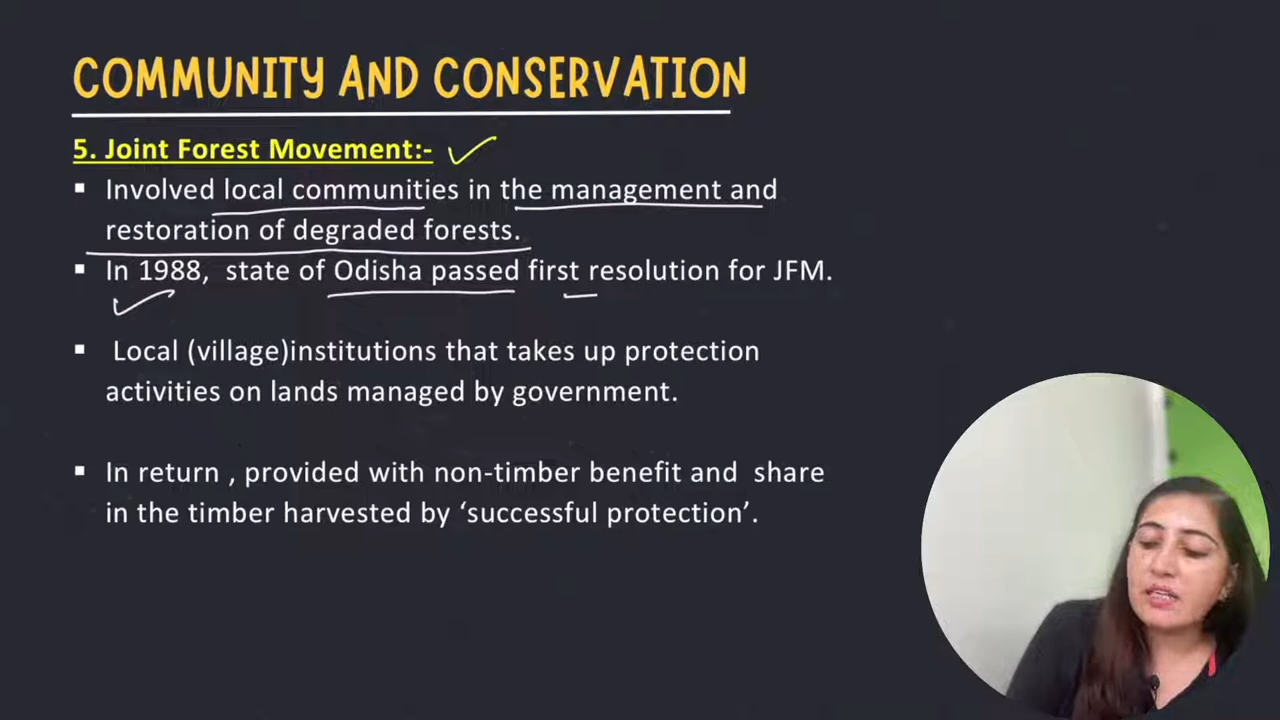 COMMUNITY AND CONSERVATION
5. Joint Forest Movement:-
▪ Involved local communities in the management and
restoration of degraded forests.
▪ In 1988, state of Odisha passed first resolution for JFM.
▪ Local (village)institutions that takes up protection
activities on lands managed by government.
▪ In return , provided with non-timber benefit and share
in the timber harvested by ‘successful protection’.